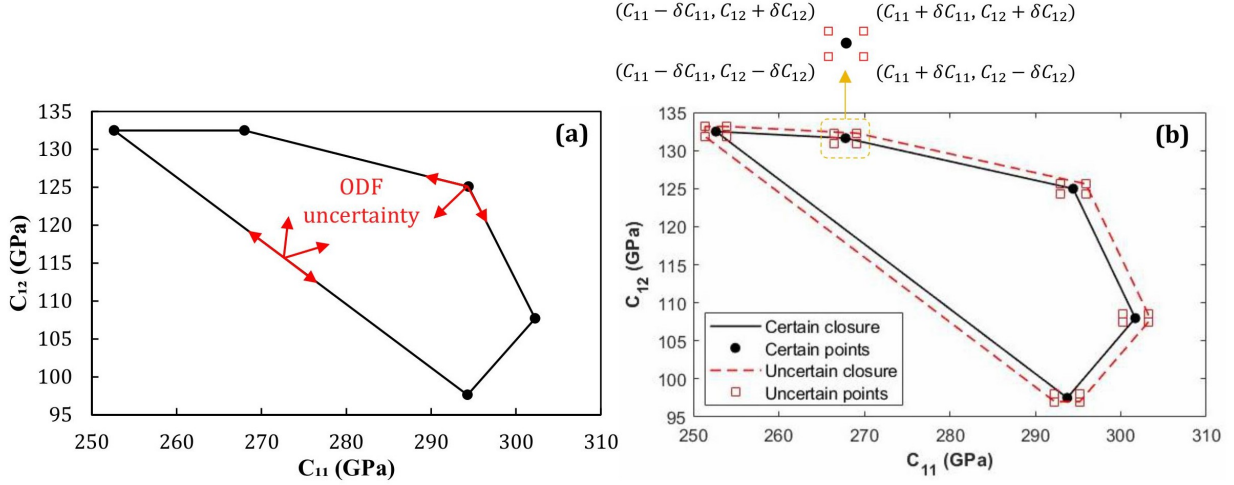 (C₁₁ − δC₁₁, C₁₂ + δC₁₂)
(C₁₁ + δC₁₁, C₁₂ + δC₁₂)
(C₁₁ − δC₁₁, C₁₂ − δC₁₂)
(C₁₁ + δC₁₁, C₁₂ − δC₁₂)
135
130
125
120
115
110
105
100
95
C₁₂ (GPa)
(a)
ODF
uncertainty
250 260 270 280 290 300 310
C₁₁ (GPa)
135
130
125
120
115
110
105
100
95
C₁₂ (GPa)
(b)
Certain closure
Certain points
Uncertain closure
Uncertain points
250 260 270 280 290 300 310
C₁₁ (GPa)